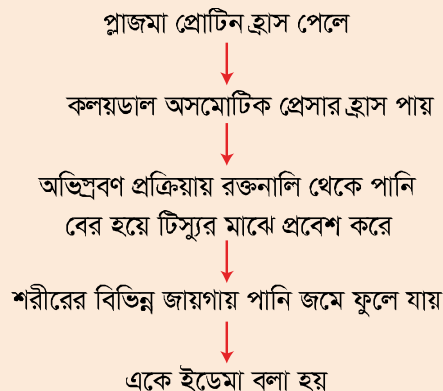 প্লাজমা প্রোটিন হ্রাস পেলে
কলয়ডাল অসমোটিক প্রেসার হ্রাস পায়
অভিস্রবণ প্রক্রিয়ায় রক্তনালি থেকে পানি
বের হয়ে টিস্যুর মাঝে প্রবেশ করে
শরীরের বিভিন্ন জায়গায় পানি জমে ফুলে যায়
একে ইডেমা বলা হয়